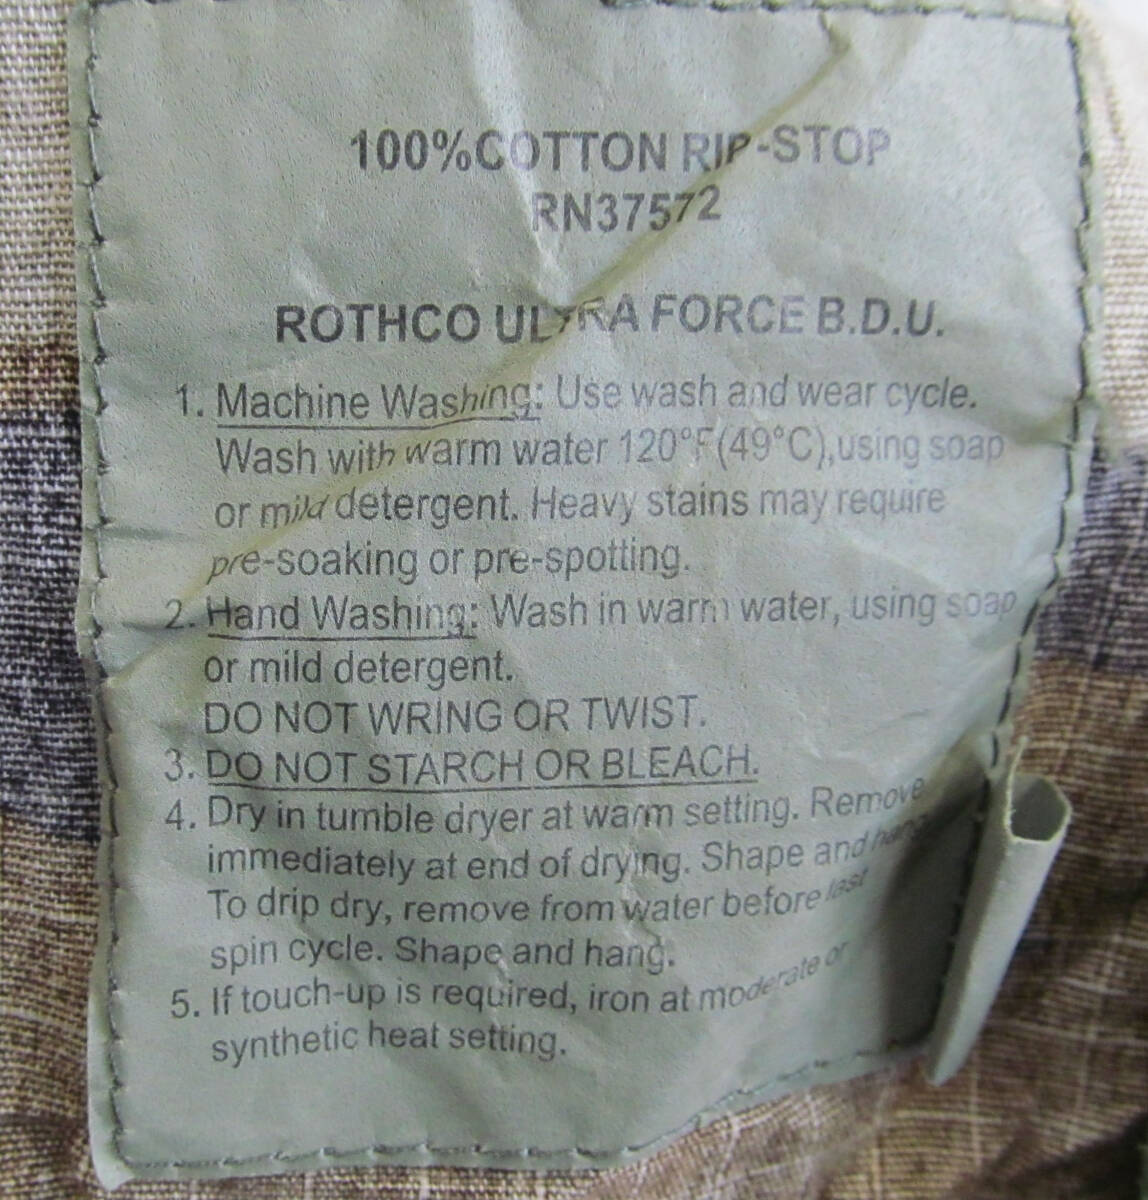 100%COTTON RIP-STOP
RN37572
ROTHCO ULTRA FORCE B.D.U.
1. Machine Washing: Use wash and wear cycle.
Wash with warm water 120°F(49°C),using soap
or mild detergent. Heavy stains may require
pre-soaking or pre-spotting.
2. Hand Washing: Wash in warm water, using soap
or mild detergent.
DO NOT WRING OR TWIST.
3. DO NOT STARCH OR BLEACH.
4. Dry in tumble dryer at warm setting. Remove
immediately at end of drying. Shape and hang
To drip dry, remove from water before last
spin cycle. Shape and hang.
5. If touch-up is required, iron at moderate or
synthetic heat setting.